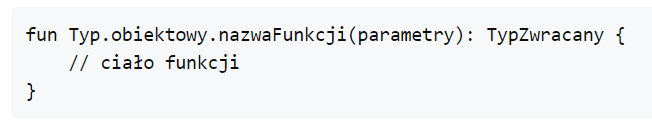 fun Typ.obiektowy.nazwaFunkcji(parametry): TypZwracany {
    // ciało funkcji
}